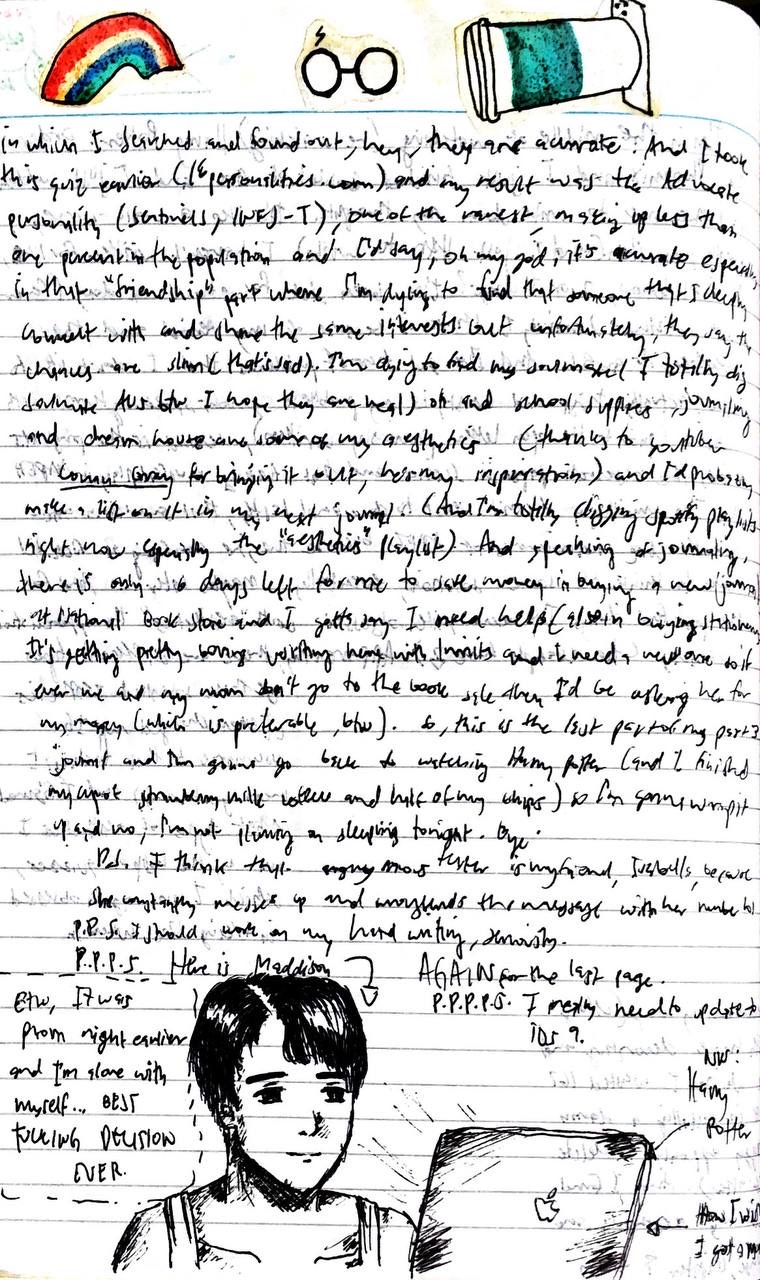 in which I searched and found out, hey, they are accurate. And I took
this quiz earlier (16personalities.com) and my result was the Advocate
personality (Sentinels, INFJ-T), one of the rarest, making up less than
one percent in the population and I'd say, oh my god, it's accurate especially
in that "friendship" part where I'm dying to find that someone that I deeply
connect with and share the same interests but unfortunately, they say the
chances are slim (that's sad). I'm dying to find my soulmate (I totally dig
soulmate AUs btw - I hope they are real) oh and school supplies, journaling
and dream house are some of my aesthetics (thanks to youtuber
for bringing it out, he's my inspiration) and I'd probably
make a list on it in my next journal. (And I'm totally digging spotify playlists
right now especially the "aesthetics" playlist) And speaking of journaling,
there is only 6 days left for me to save money in buying a new journal
at National Book Store and I gotta say I need help (also in buying stationery
It's getting pretty boring writing here with limits and I need a new one so if
ever me and my mom don't go to the book sale then I'd be asking her for
my money (which is preferable, btw). So, this is the last part of my part 3
journal and I'm gonna go back to watching Harry Potter (and I finished
my strawberry milk and half of my chips) so I'm gonna wrap it
up and no, I'm not planning on sleeping tonight. Bye.
P.S. I think that anonymous texter is my friend, because
she constantly messes up and the message with her number
P.P.S. I should work on my hand writing, seriously.
P.P.P.S. Here is Maddison
AGAIN for the last page.
P.P.P.P.S. I really need to update to
iOS 9.
Btw, It was
prom night earlier
and I'm alone with
myself... BEST
FUCKING DECISION
EVER.
Harry
Potter
How I wish
I got a